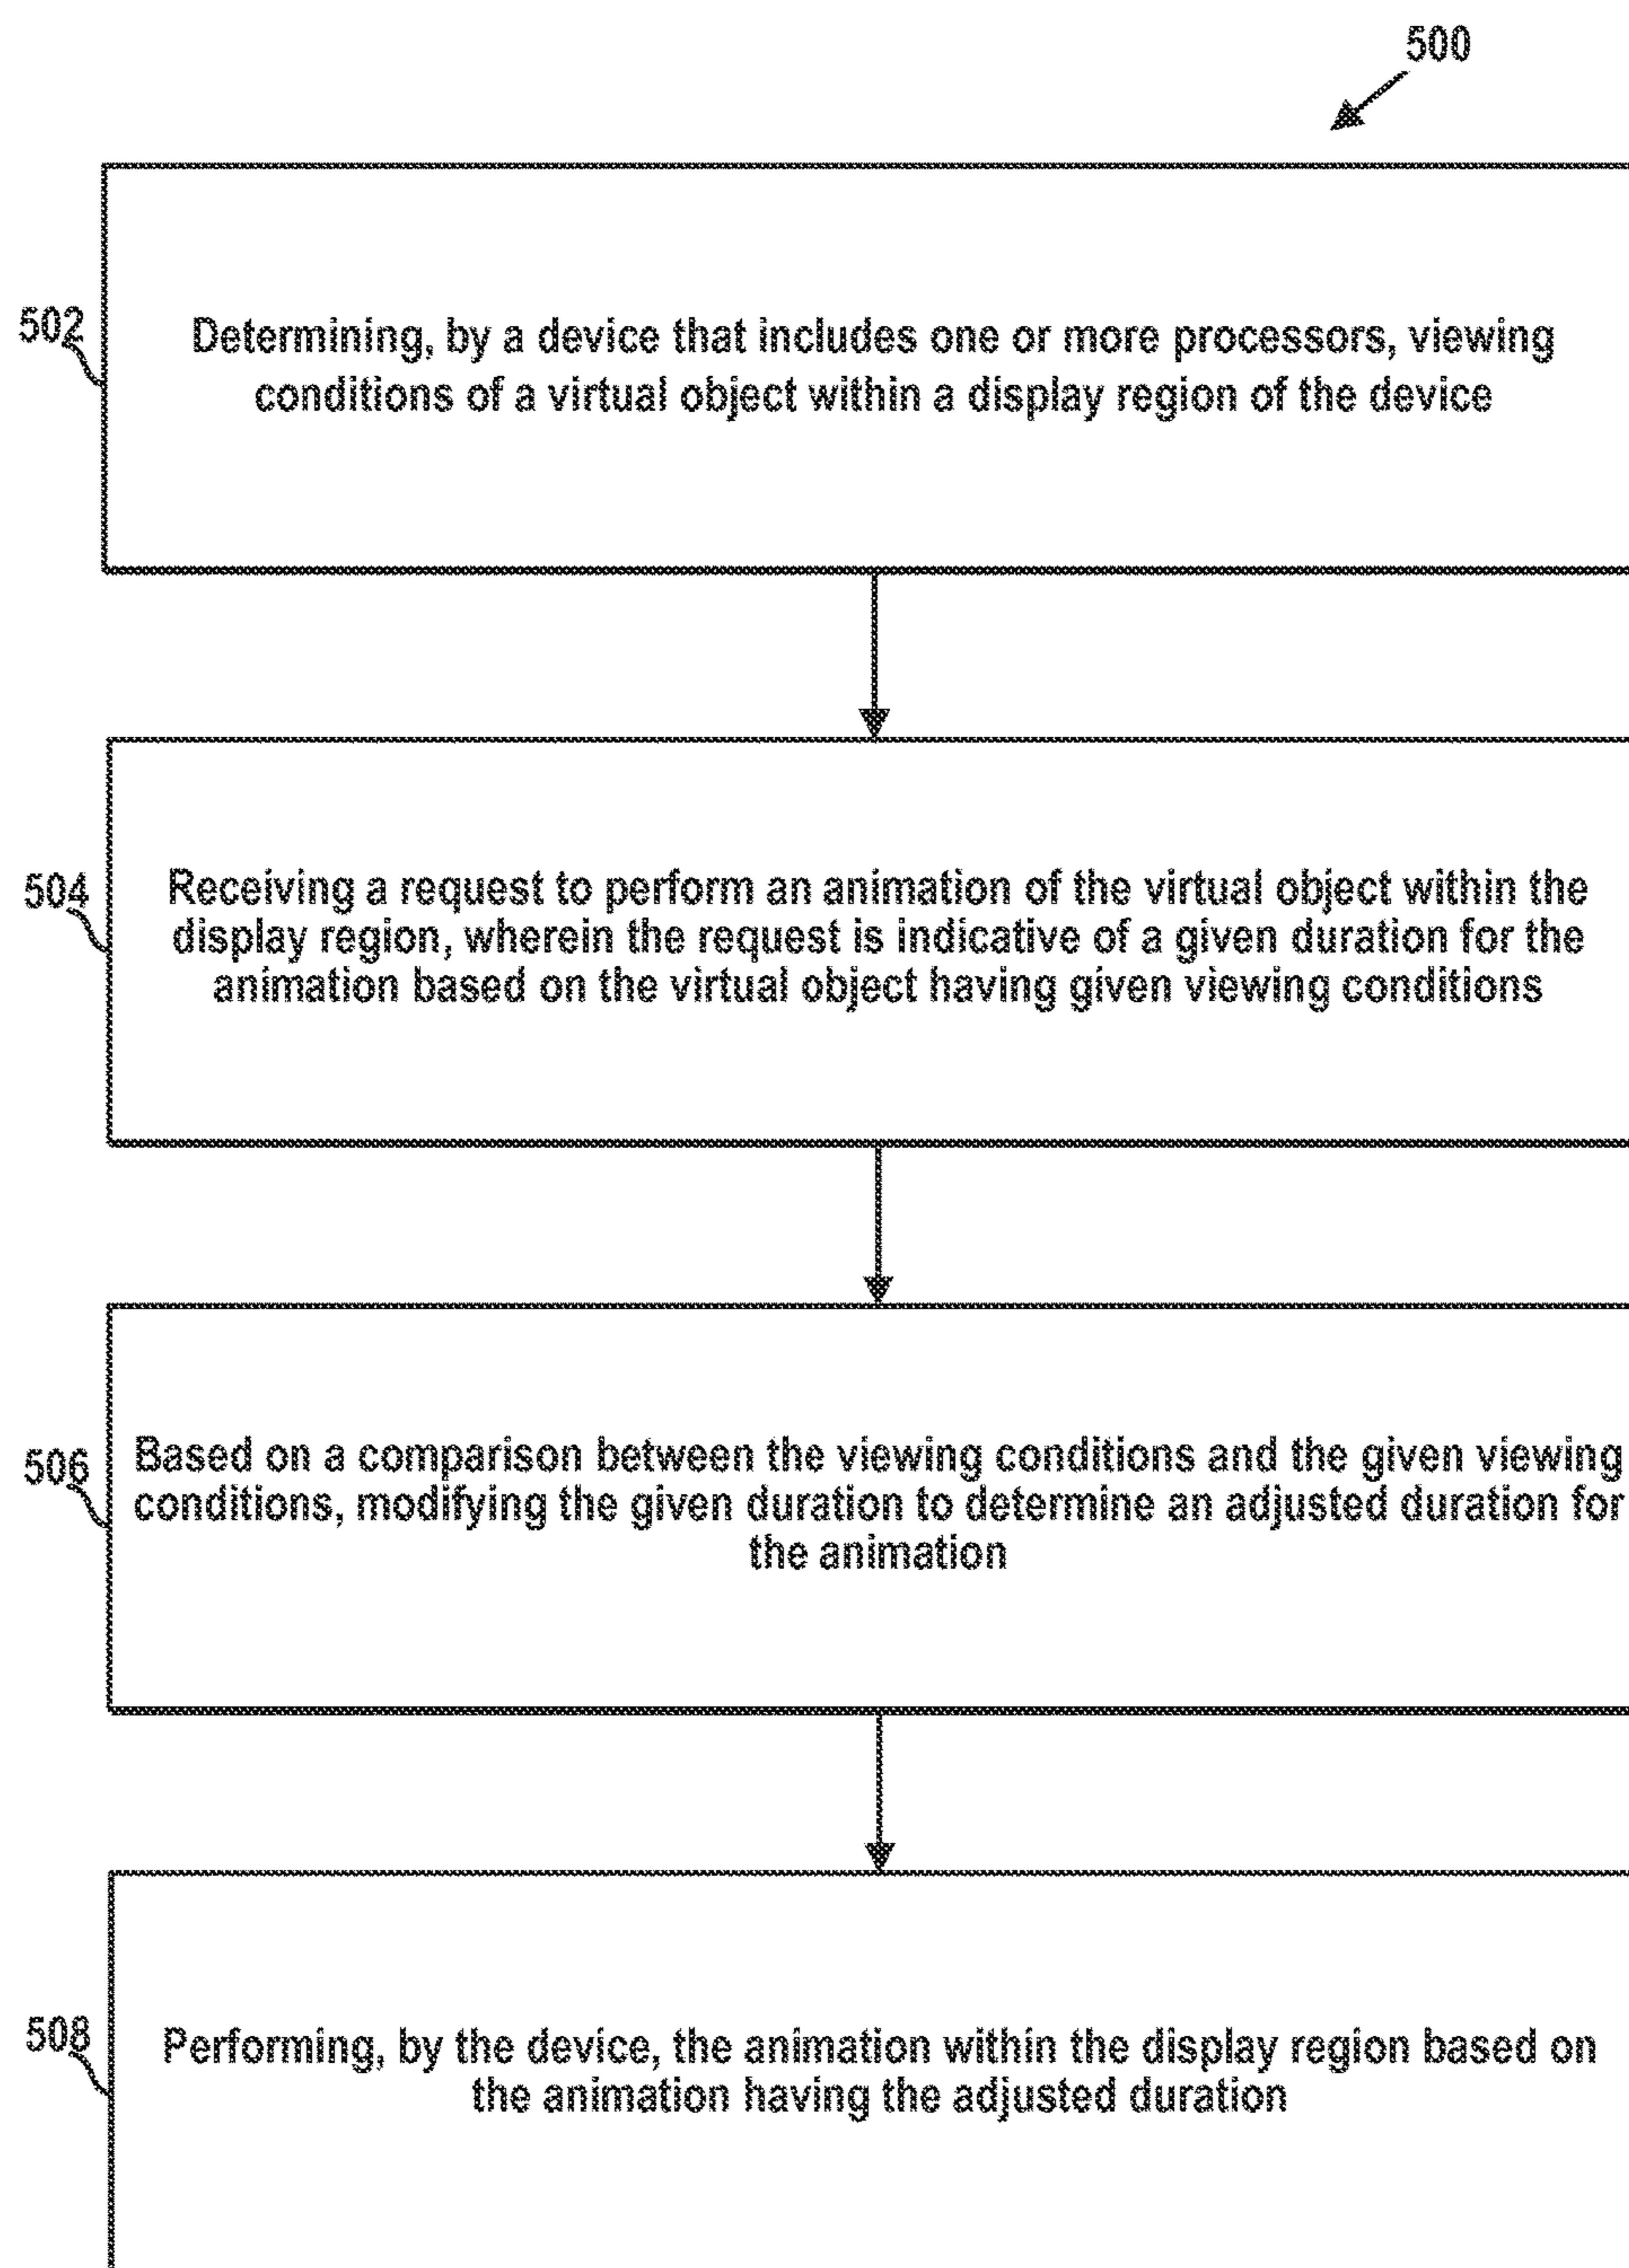 500
502
Determining, by a device that includes one or more processors, viewing
conditions of a virtual object within a display region of the device
504
Receiving a request to perform an animation of the virtual object within the
display region, wherein the request is indicative of a given duration for the
animation based on the virtual object having given viewing conditions
506
Based on a comparison between the viewing conditions and the given viewing
conditions, modifying the given duration to determine an adjusted duration for
the animation
508
Performing, by the device, the animation within the display region based on
the animation having the adjusted duration